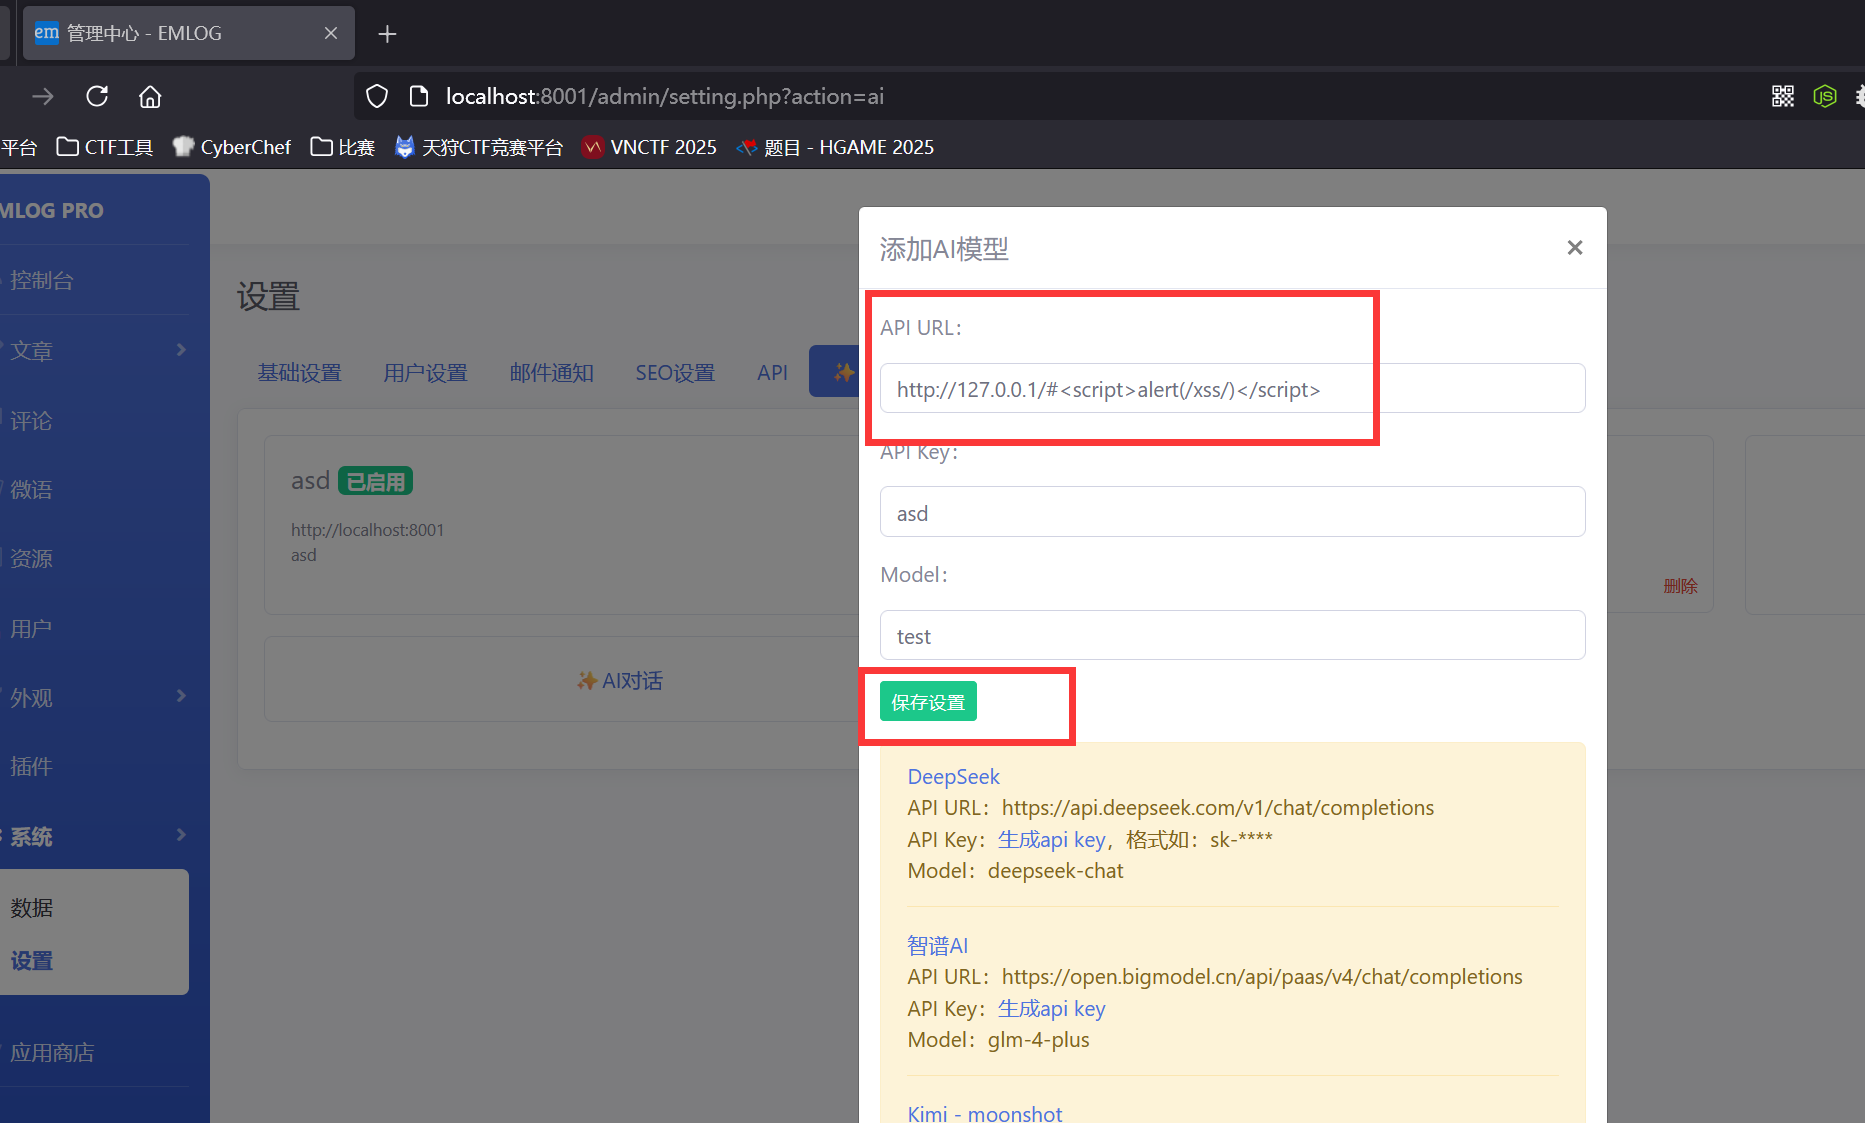 em 管理中心 - EMLOG
localhost:8001/admin/setting.php?action=ai
平台 CTF工具 CyberChef 比赛 天狩CTF竞赛平台 VNCTF 2025 题目 - HGAME 2025
MLOG PRO
控制台
文章
评论
微语
资源
用户
外观
插件
系统
数据
设置
应用商店
设置
基础设置 用户设置 邮件通知 SEO设置 API
asd 已启用
http://localhost:8001
asd
删除
AI对话
添加AI模型
API URL：
http://127.0.0.1/#<script>alert(/xss/)</script>
API Key：
asd
Model：
test
保存设置
DeepSeek
API URL：https://api.deepseek.com/v1/chat/completions
API Key：生成api key，格式如：sk-****
Model：deepseek-chat
智谱AI
API URL：https://open.bigmodel.cn/api/paas/v4/chat/completions
API Key：生成api key
Model：glm-4-plus
Kimi - moonshot